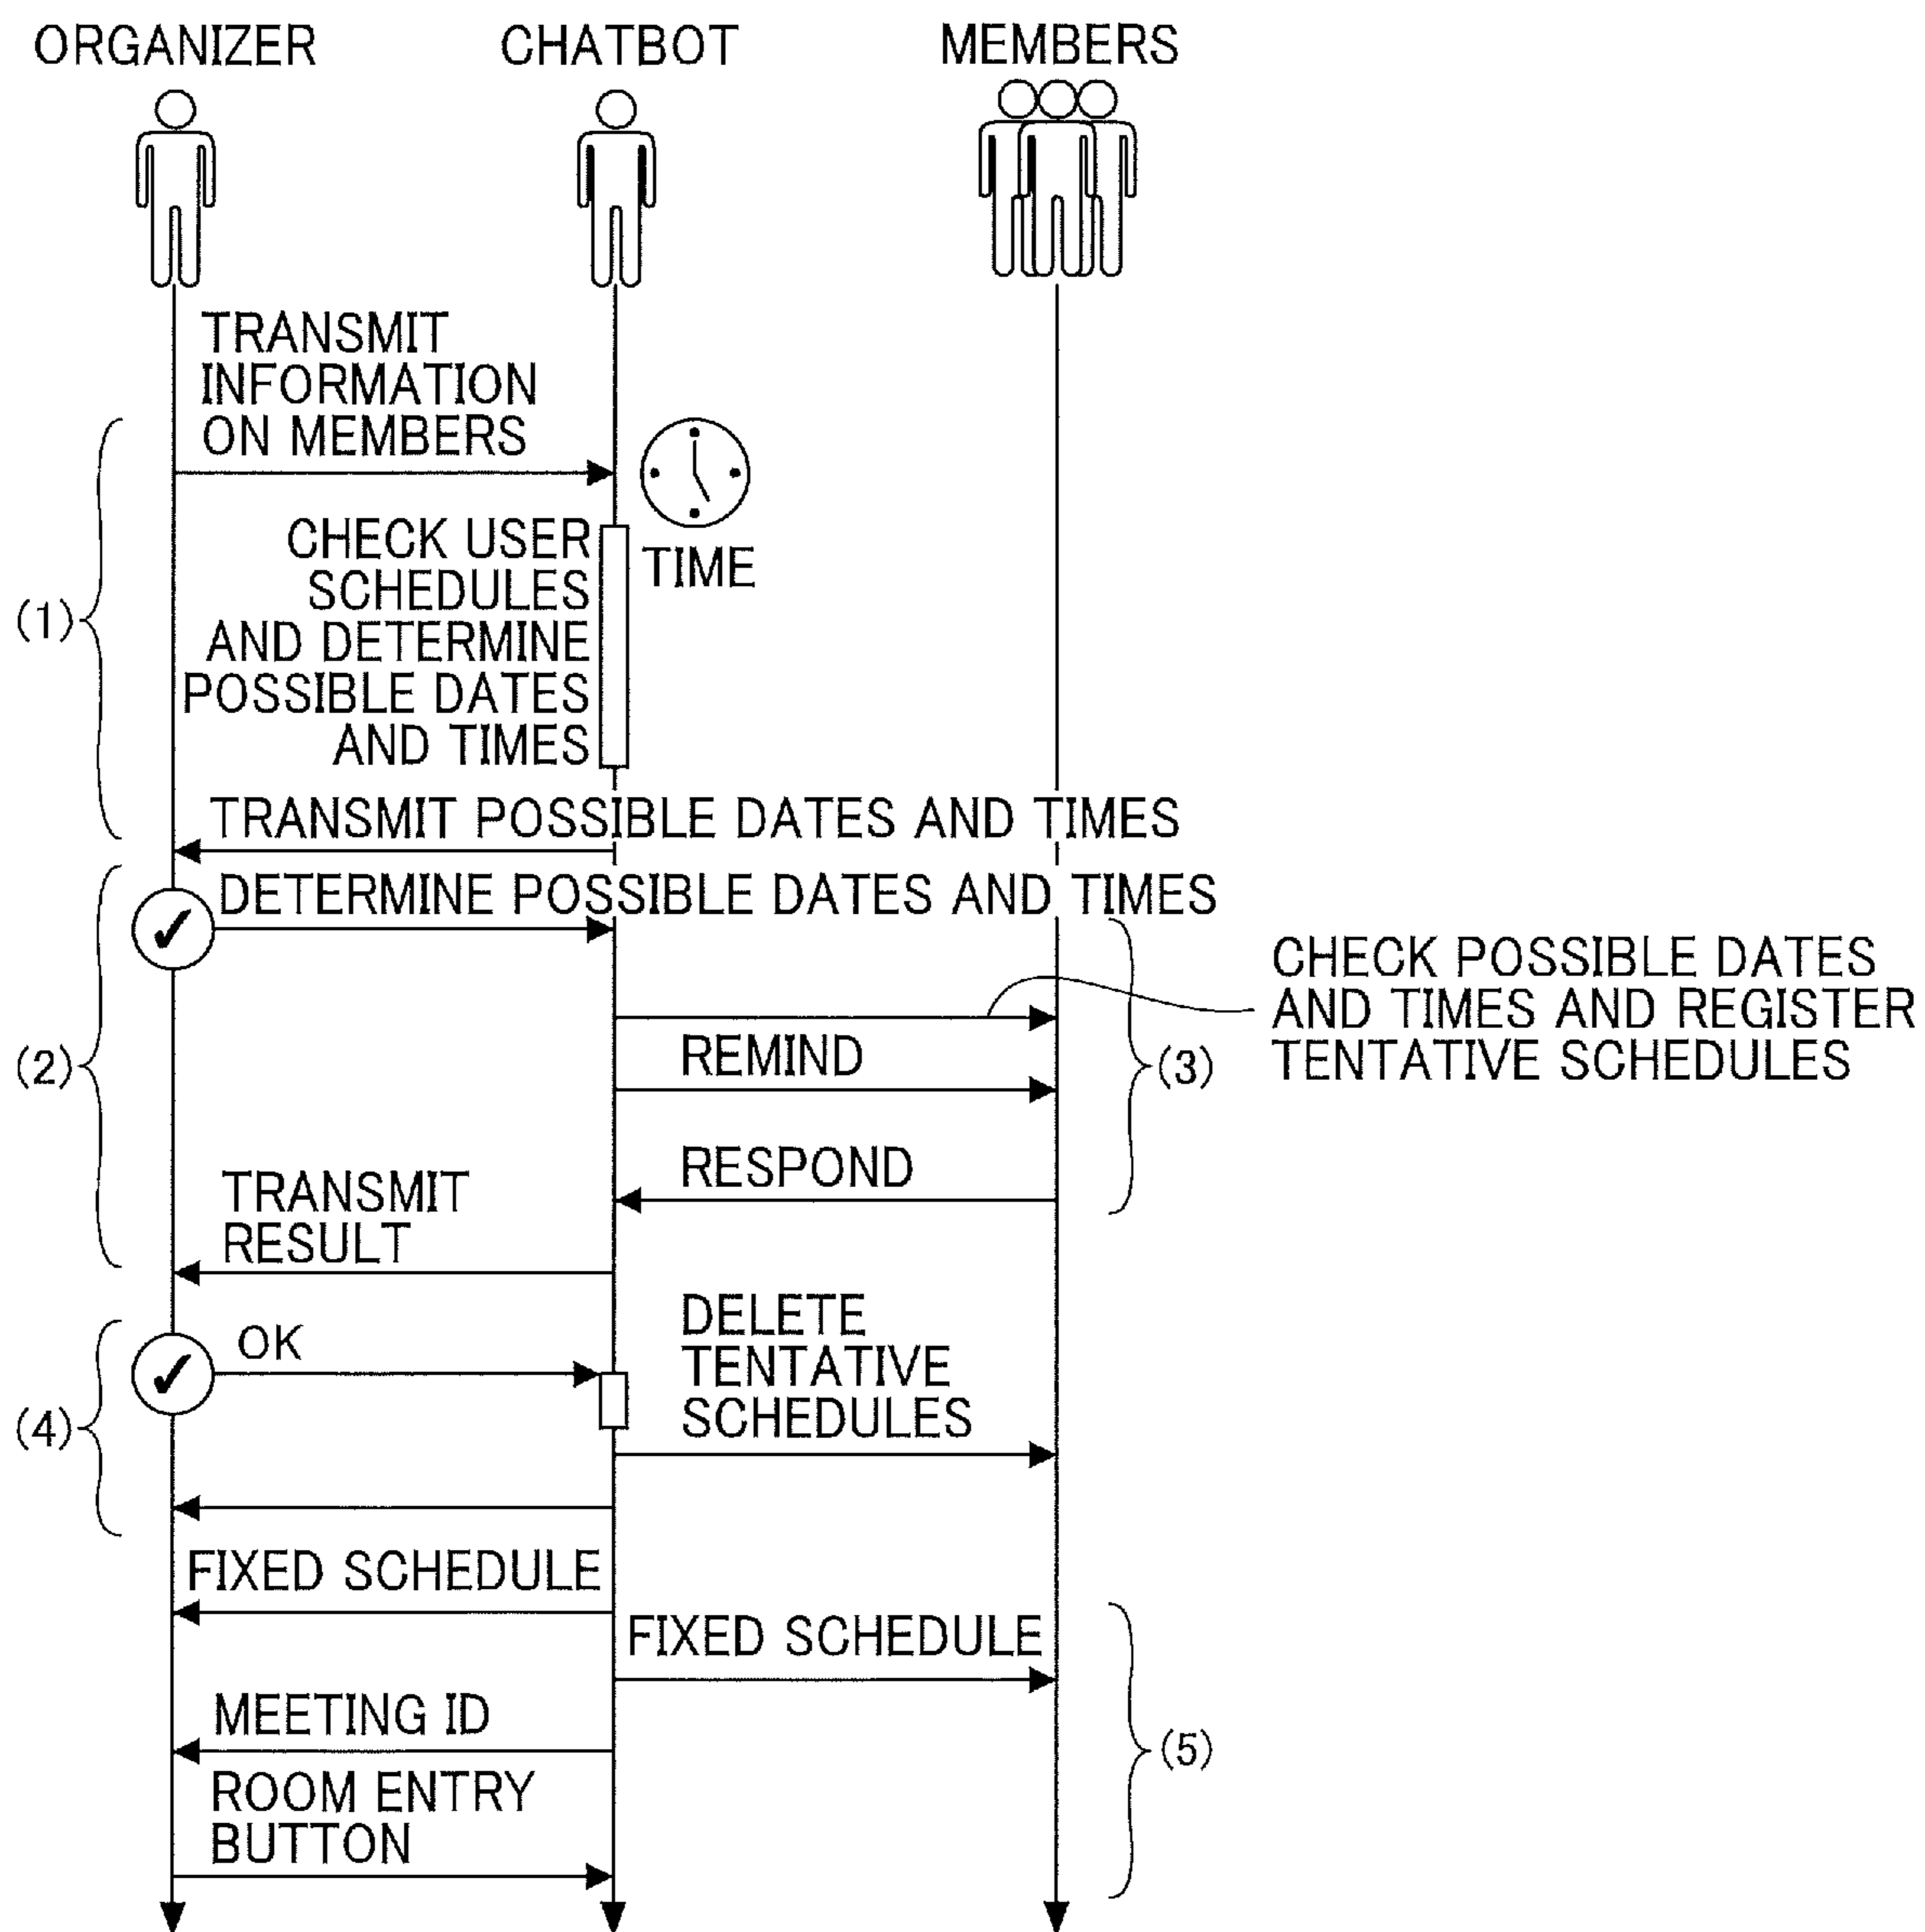 ORGANIZER
CHATBOT
MEMBERS
TRANSMIT
INFORMATION
ON MEMBERS
TIME
CHECK USER
SCHEDULES
AND DETERMINE
POSSIBLE DATES
AND TIMES
(1)
TRANSMIT POSSIBLE DATES AND TIMES
DETERMINE POSSIBLE DATES AND TIMES
CHECK POSSIBLE DATES
AND TIMES AND REGISTER
TENTATIVE SCHEDULES
REMIND
(2)
(3)
RESPOND
TRANSMIT
RESULT
OK
DELETE
TENTATIVE
SCHEDULES
(4)
FIXED SCHEDULE
FIXED SCHEDULE
MEETING ID
(5)
ROOM ENTRY
BUTTON